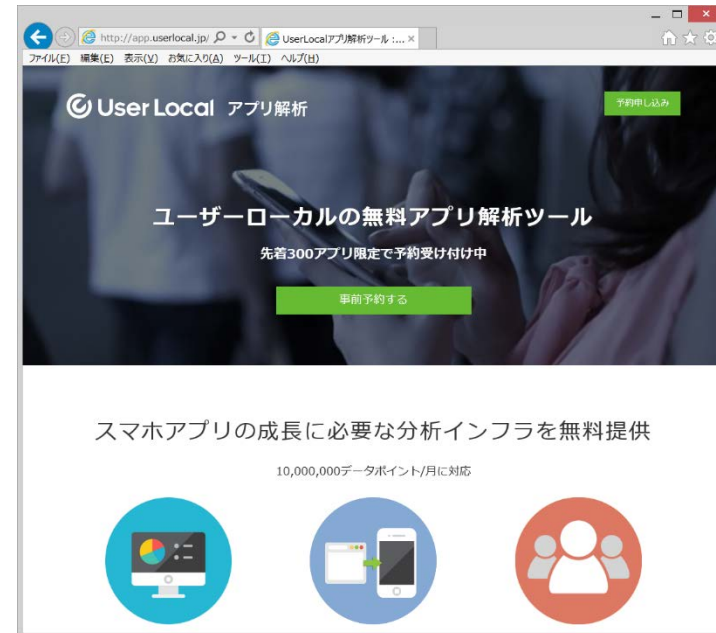 http://app.userlocal.jp/
UserLocalアプリ解析ツール :... ×
ファイル(F) 編集(E) 表示(V) お気に入り(A) ツール(T) ヘルプ(H)
User Local アプリ解析
予約申し込み
ユーザーローカルの無料アプリ解析ツール
先着300アプリ限定で予約受け付け中
事前予約する
スマホアプリの成長に必要な分析インフラを無料提供
10,000,000データポイント/月に対応